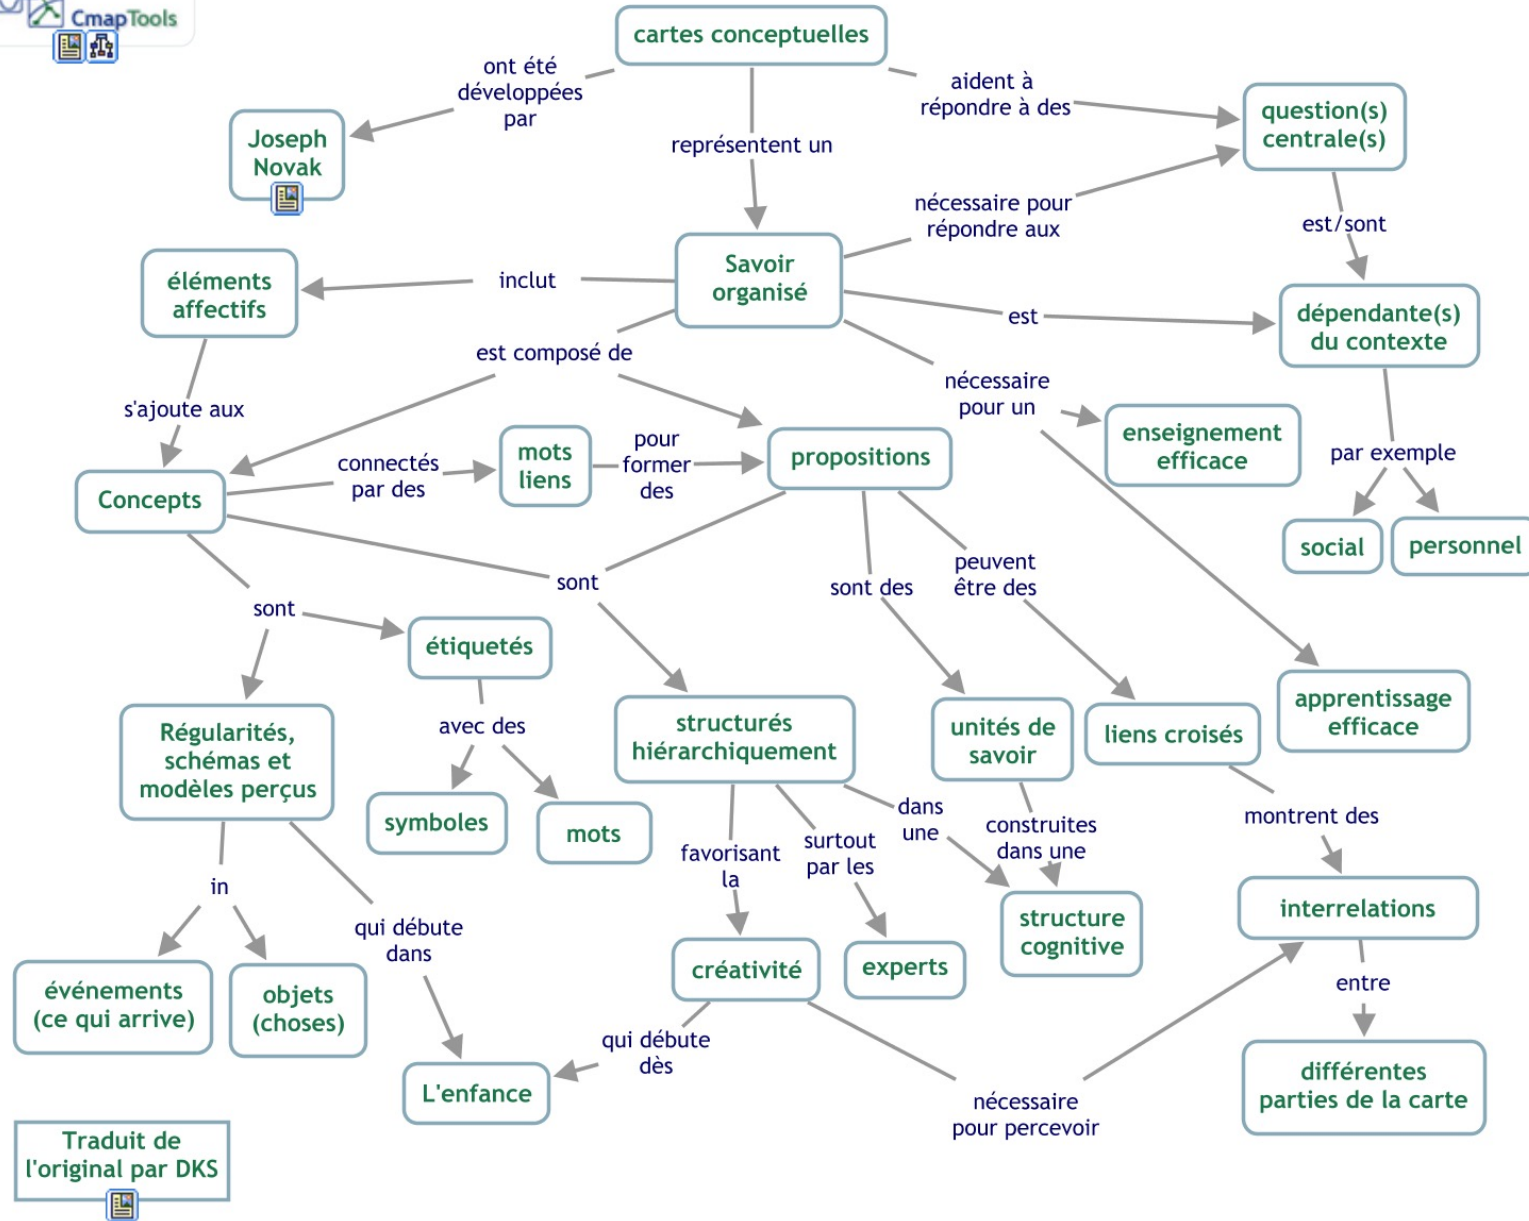 CmapTools
cartes conceptuelles
ont été
développées
par
aident à
répondre à des
question(s)
centrale(s)
Joseph
Novak
représentent un
nécessaire pour
répondre aux
est/sont
éléments
affectifs
inclut
Savoir
organisé
est
dépendante(s)
du contexte
est composé de
nécessaire
pour un
s'ajoute aux
enseignement
efficace
par exemple
Concepts
connectés
par des
mots
liens
pour
former
des
propositions
social
personnel
sont
sont
sont des
peuvent
être des
étiquetés
Régularités,
schémas et
modèles perçus
avec des
structurés
hiérarchiquement
unités de
savoir
liens croisés
apprentissage
efficace
symboles
mots
favorisant
la
surtout
par les
dans
une
construites
dans une
montrent des
in
qui débute
dans
créativité
experts
structure
cognitive
interrelations
événements
(ce qui arrive)
objets
(choses)
entre
qui débute
dès
L'enfance
nécessaire
pour percevoir
différentes
parties de la carte
Traduit de
l'original par DKS